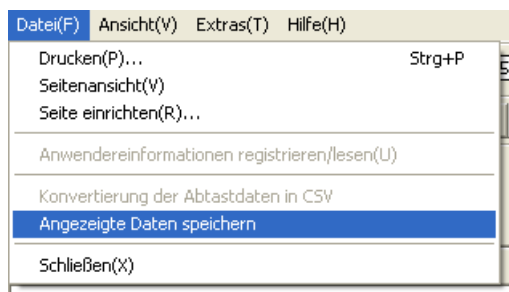 Datei(F) Ansicht(V) Extras(T) Hilfe(H)
Drucken(P)... Strg+P
Seitenansicht(V)
Seite einrichten(R)...
Anwendereinformationen registrieren/lesen(U)
Konvertierung der Abtastdaten in CSV
Angezeigte Daten speichern
Schließen(X)